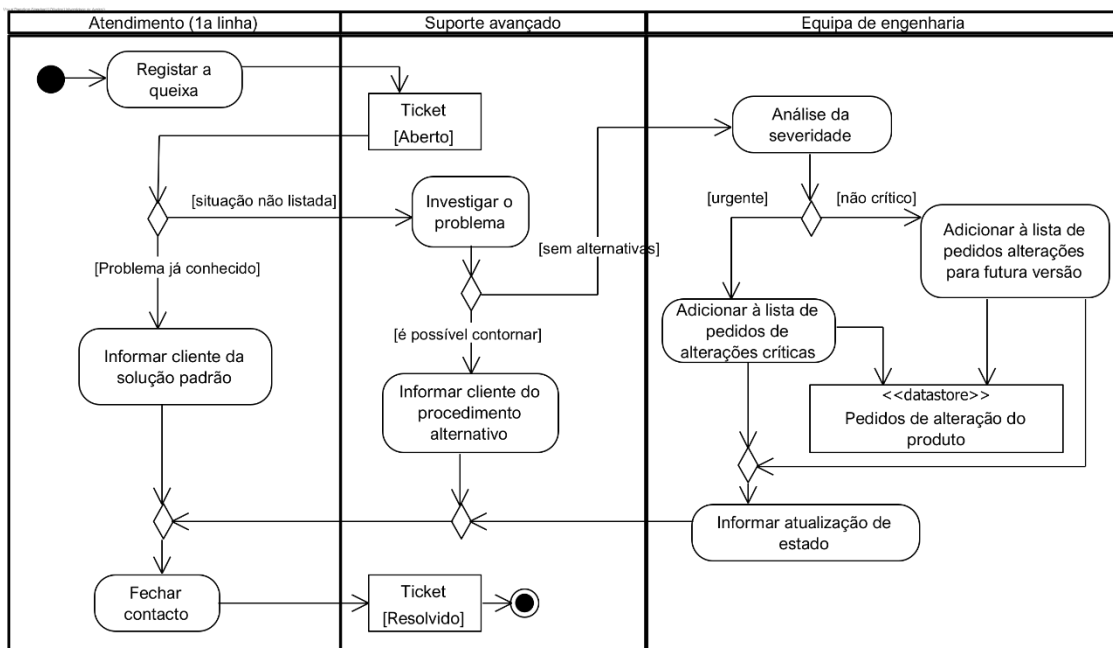 Atendimento (1a linha)
Suporte avançado
Equipa de engenharia
Registar a
queixa
Ticket
[Aberto]
Análise da
severidade
[situação não listada]
Investigar o
problema
[urgente]
[não crítico]
Adicionar à lista de
pedidos alterações
para futura versão
[sem alternativas]
[Problema já conhecido]
Adicionar à lista de
pedidos de
alterações críticas
[é possível contornar]
Informar cliente da
solução padrão
Informar cliente do
procedimento
alternativo
<<datastore>>
Pedidos de alteração do
produto
Informar atualização de
estado
Fechar
contacto
Ticket
[Resolvido]